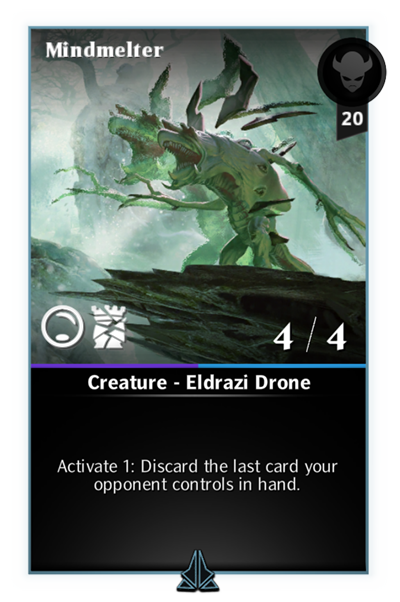 Mindmelter
20
4 / 4
Creature - Eldrazi Drone
Activate 1: Discard the last card your
opponent controls in hand.